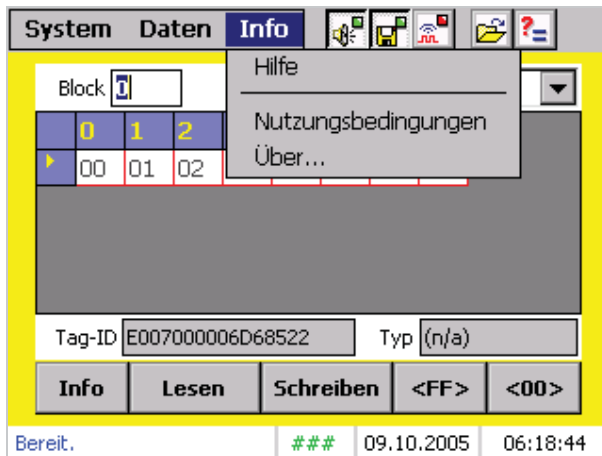 System Daten Info
Hilfe
Block 0
Nutzungsbedingungen
0 1 2
Über...
00 01 02
Tag-ID E007000006D68522 Typ (n/a)
Info Lesen Schreiben <FF> <00>
Bereit. ### 09.10.2005 06:18:44